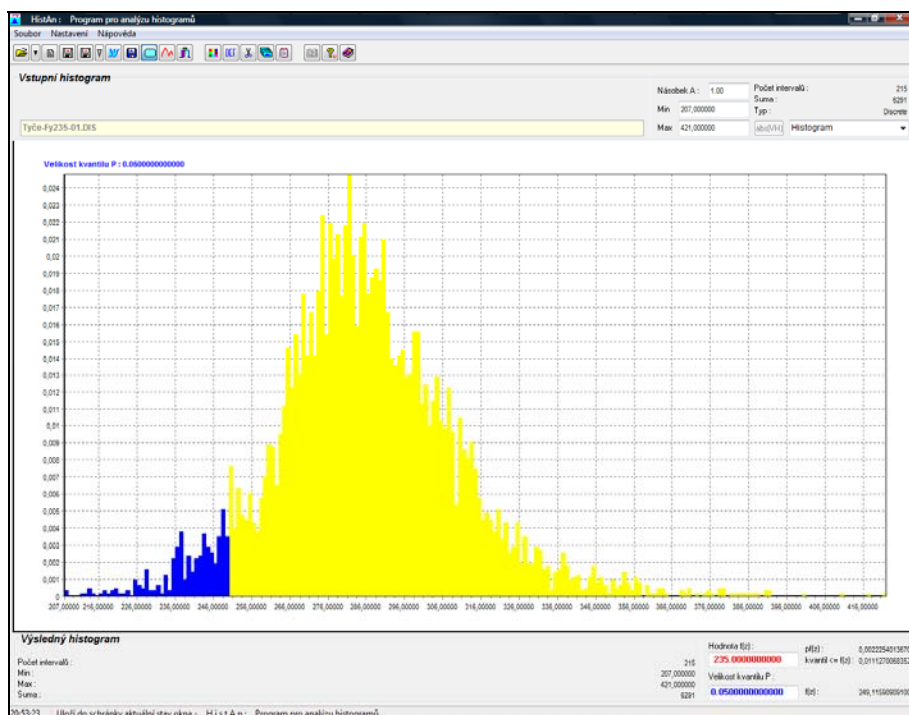 HistAn : Program pro analýzu histogramů
Soubor Nastavení Nápověda
Vstupní histogram
Tyče-Fy235-01.DIS
Násobek A : 1.00
Min 207,000000
Max 421,000000
Počet intervalů : 215
Suma : 6291
Typ : Discrete
abs(VH) Histogram
Velikost kvantilu P : 0.0500000000000
0,024
0,023
0,022
0,021
0,02
0,019
0,018
0,017
0,016
0,015
0,014
0,013
0,012
0,011
0,01
0,009
0,008
0,007
0,006
0,005
0,004
0,003
0,002
0,001
0
207,00000 216,00000 226,00000 236,00000 246,00000 256,00000 266,00000 276,00000 286,00000 296,00000 306,00000 316,00000 326,00000 336,00000 346,00000 356,00000 366,00000 376,00000 386,00000 396,00000 406,00000 416,00000
Výsledný histogram
Počet intervalů : 215
Min : 207,000000
Max : 421,000000
Suma : 6291
Hodnota f(z) :
235.0000000000
Velikost kvantilu P :
0.0500000000000
p(f(z) :
kvantil <= f(z) :
f(z) :
20:53:23 Uloží do schránky aktuální stav okna - H i s t A n : Program pro analýzu histogramů